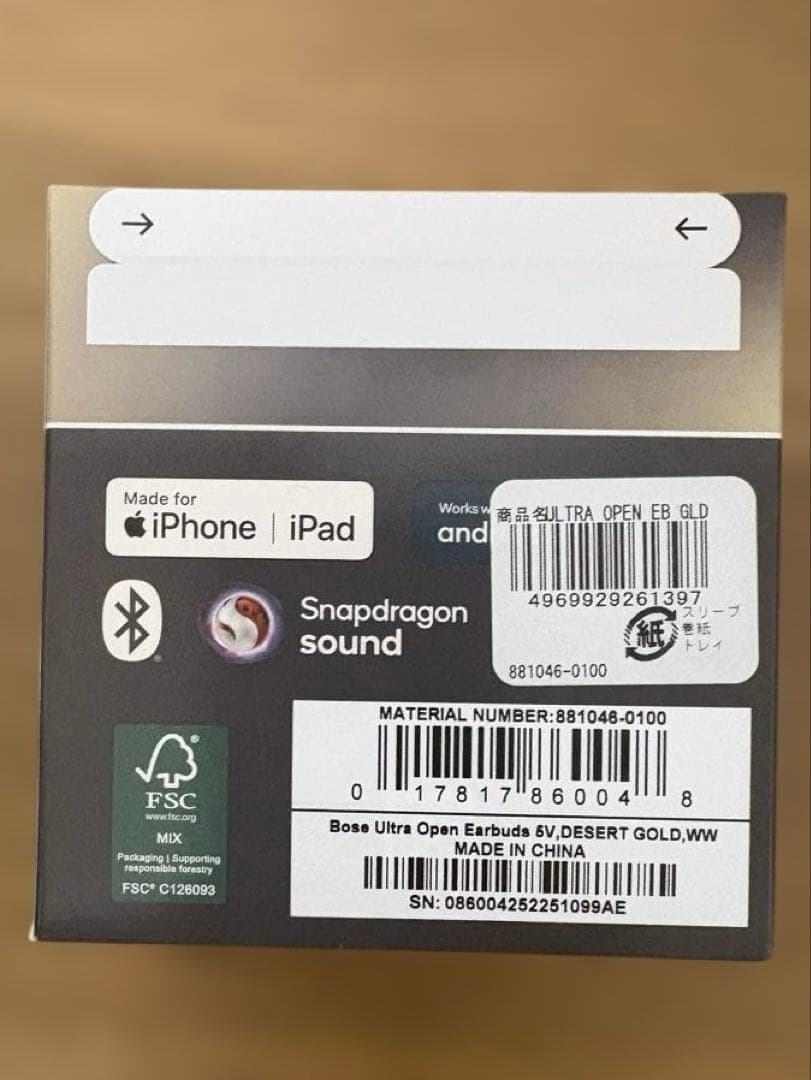 → ←
Made for
iPhone | iPad
Works w
and
商品名ULTRA OPEN EB GLD
4969929261397
紙
スリーブ
巻紙
トレイ
881046-0100
Snapdragon
sound
MATERIAL NUMBER:881046-0100
0 17817 86004 8
Bose Ultra Open Earbuds 5V,DESERT GOLD,WW
MADE IN CHINA
SN: 086004252251099AE
FSC
www.fsc.org
MIX
Packaging | Supporting
responsible forestry
FSC® C126093